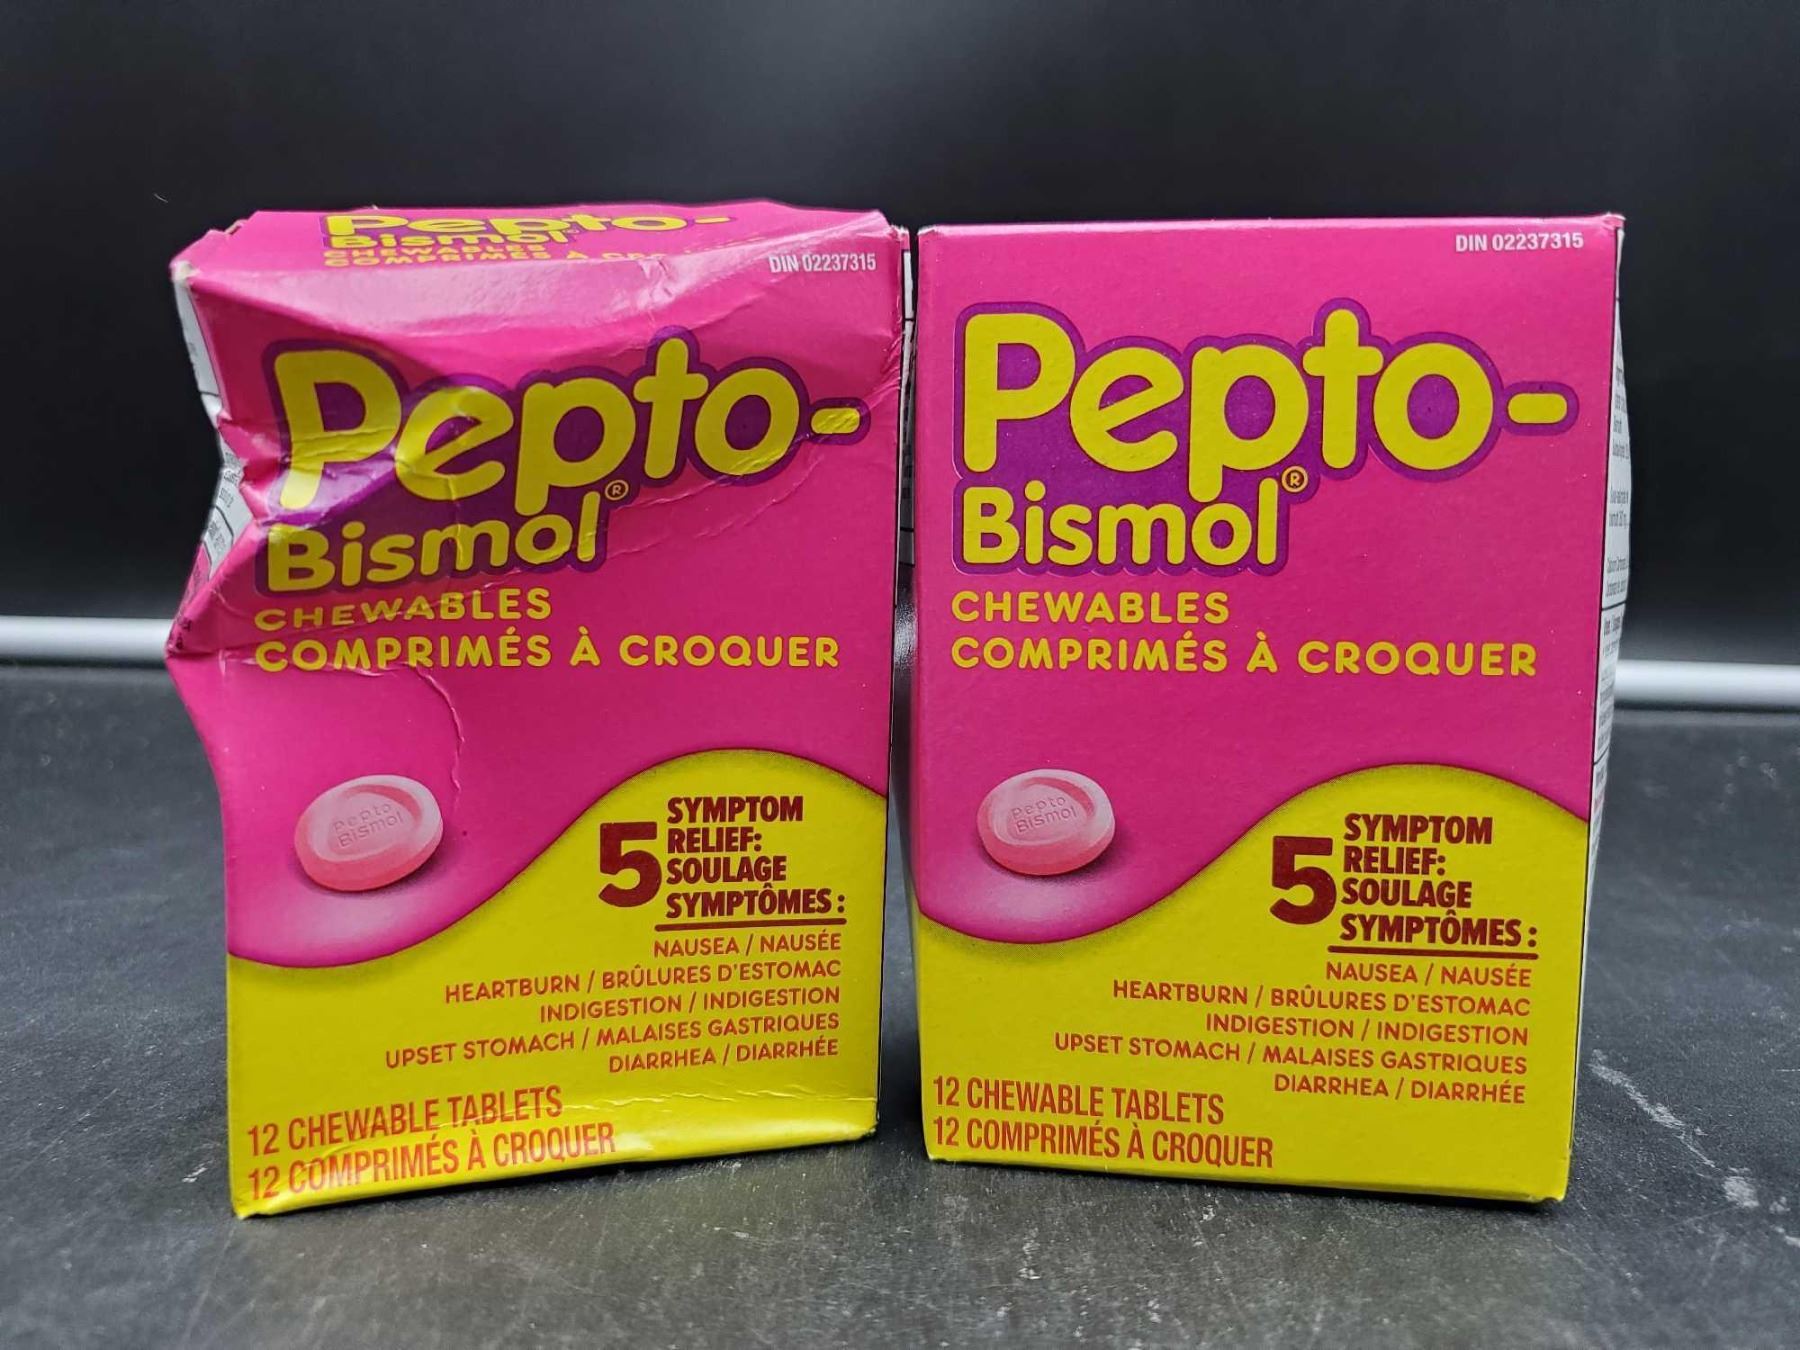 Pepto-
Bismol
CHEWABLES
COMPRIMÉS À
DIN 02237315
Pepto-
Bismol®
CHEWABLES
COMPRIMÉS À CROQUER
Pepto
Bismol
5 SYMPTOM
RELIEF:
SOULAGE
SYMPTÔMES :
NAUSEA / NAUSÉE
HEARTBURN / BRÛLURES D'ESTOMAC
INDIGESTION / INDIGESTION
UPSET STOMACH / MALAISES GASTRIQUES
DIARRHEA / DIARRHÉE
12 CHEWABLE TABLETS
12 COMPRIMÉS À CROQUER
DIN 02237315
Pepto-
Bismol®
CHEWABLES
COMPRIMÉS À CROQUER
Pepto
Bismol
5 SYMPTOM
RELIEF:
SOULAGE
SYMPTÔMES :
NAUSEA / NAUSÉE
HEARTBURN / BRÛLURES D'ESTOMAC
INDIGESTION / INDIGESTION
UPSET STOMACH / MALAISES GASTRIQUES
DIARRHEA / DIARRHÉE
12 CHEWABLE TABLETS
12 COMPRIMÉS À CROQUER